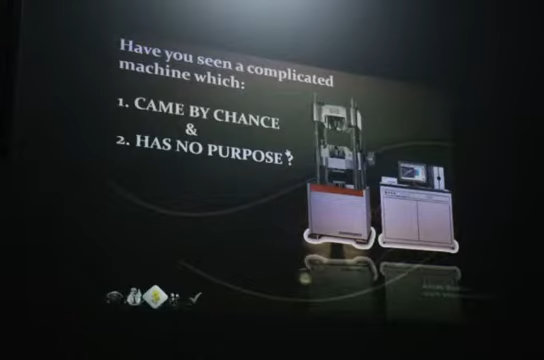 Have you seen a complicated
machine which:
1. CAME BY CHANCE
&
2. HAS NO PURPOSE?